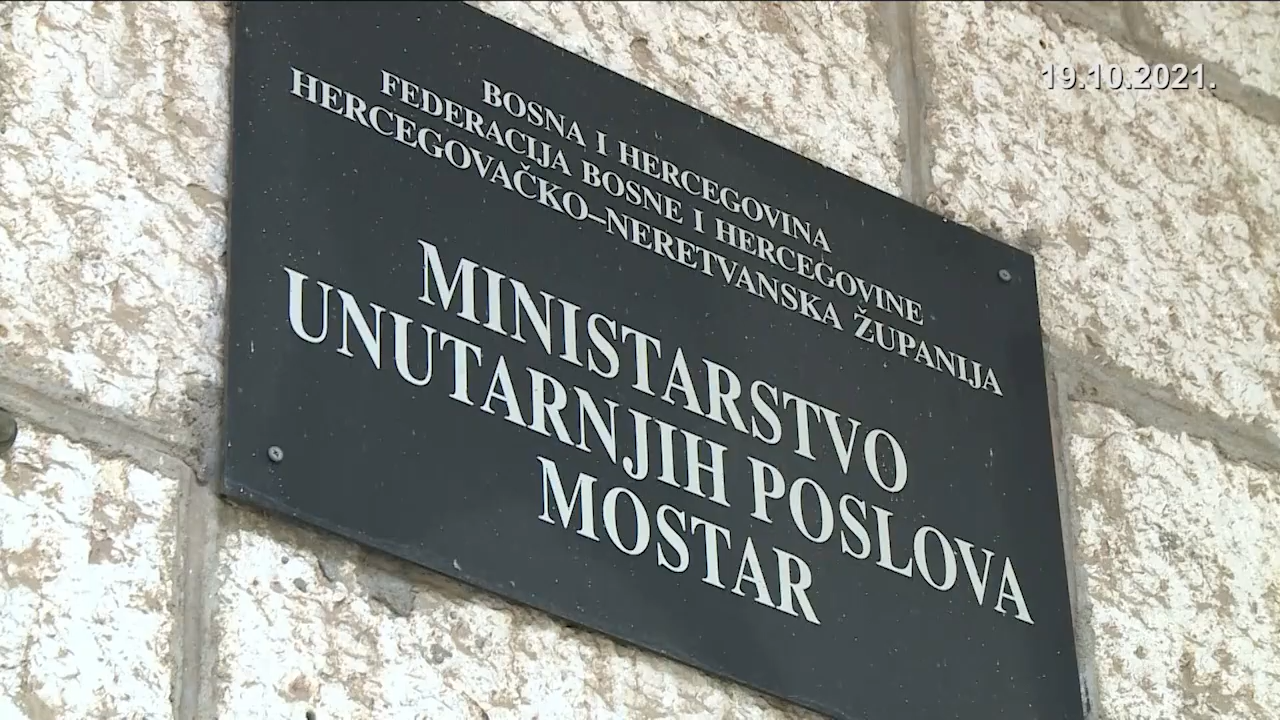 19.10.2021.
BOSNA I HERCEGOVINA
FEDERACIJA BOSNE I HERCEGOVINE
HERCEGOVAČKO–NERETVANSKA ŽUPANIJA
MINISTARSTVO
UNUTARNJIH POSLOVA
MOSTAR